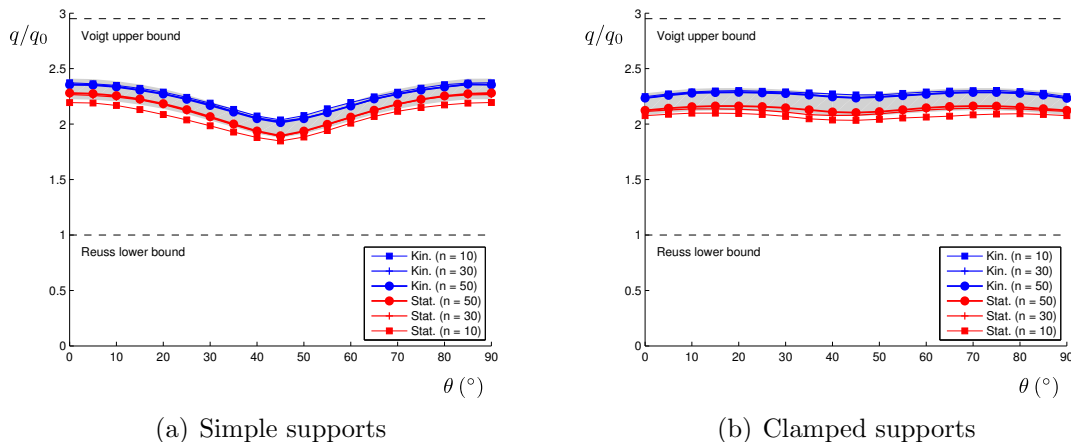 q/q₀
3
2.5
2
1.5
1
0.5
0
Voigt upper bound
Reuss lower bound
Kin. (n = 10)
Kin. (n = 30)
Kin. (n = 50)
Stat. (n = 50)
Stat. (n = 30)
Stat. (n = 10)
0 10 20 30 40 50 60 70 80 90
θ (°)
(a) Simple supports
q/q₀
3
2.5
2
1.5
1
0.5
0
Voigt upper bound
Reuss lower bound
Kin. (n = 10)
Kin. (n = 30)
Kin. (n = 50)
Stat. (n = 50)
Stat. (n = 30)
Stat. (n = 10)
0 10 20 30 40 50 60 70 80 90
θ (°)
(b) Clamped supports